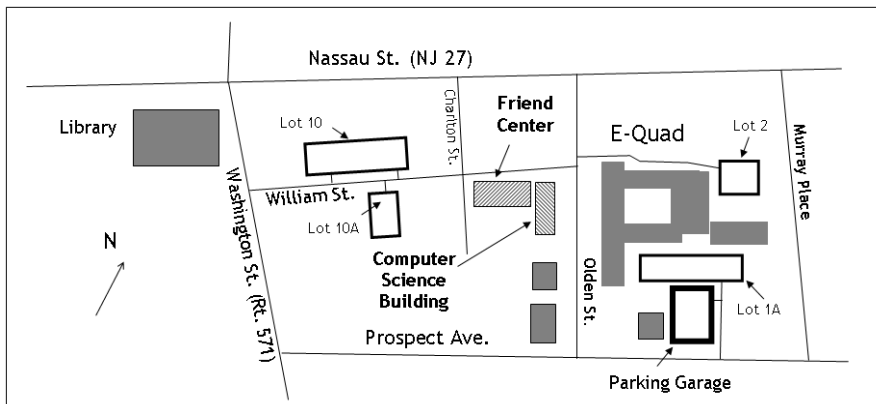 Nassau St. (NJ 27)
Library
Lot 10
Charlton St.
Friend
Center
E-Quad
Lot 2
Murray Place
Washington St. (Rt. 571)
William St.
Lot 10A
N
Computer
Science
Building
Olden St.
Lot 1A
Prospect Ave.
Parking Garage